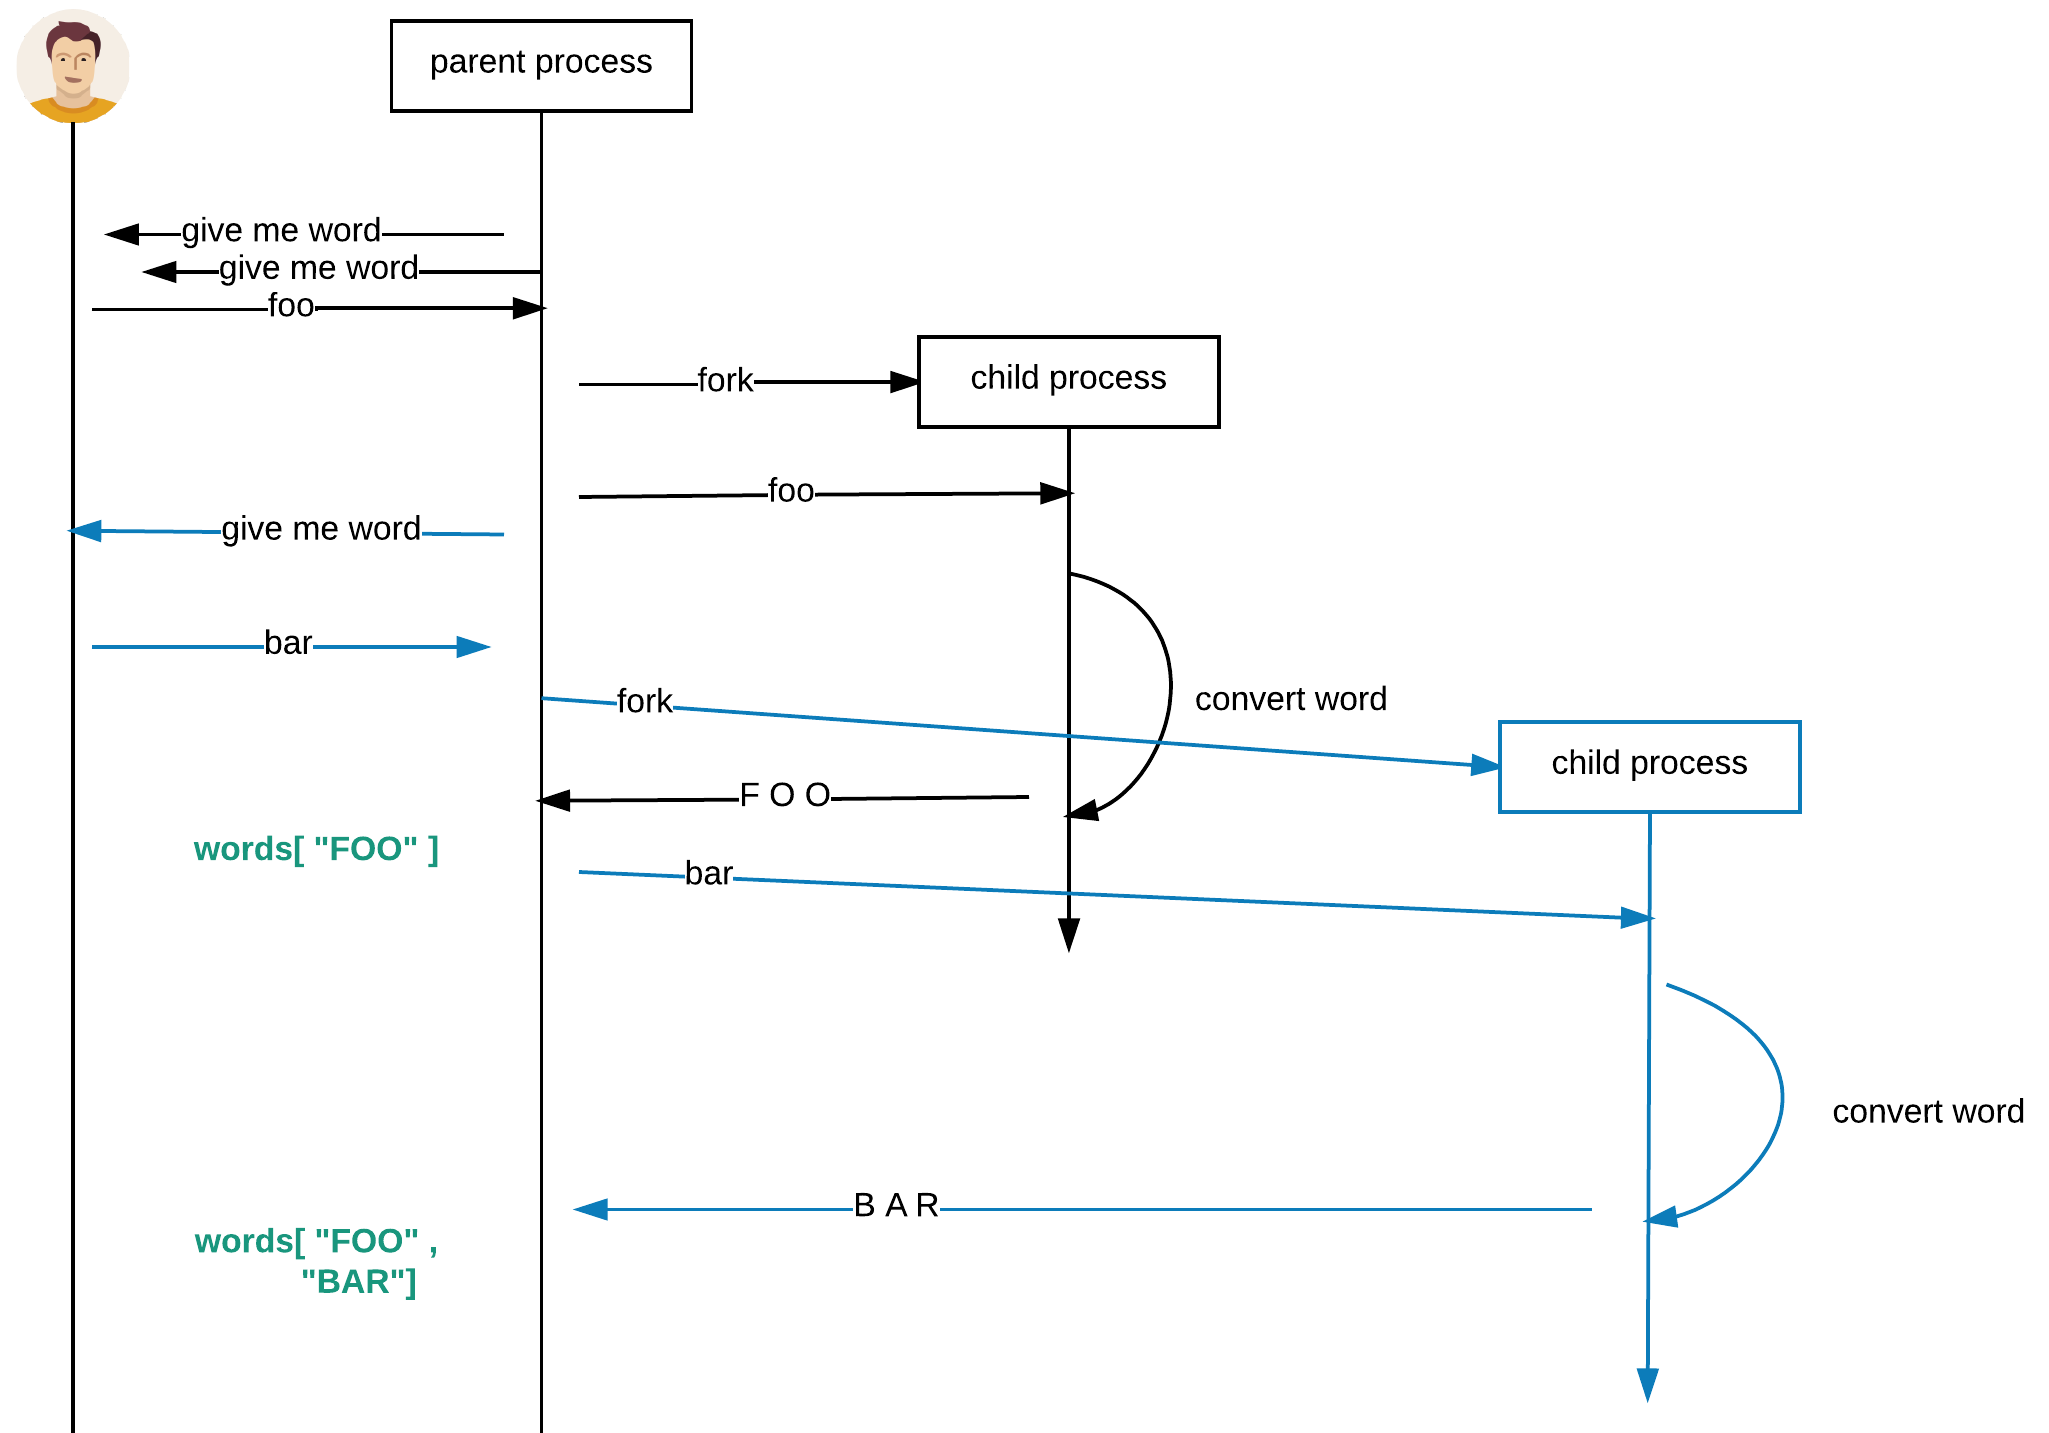 parent process
give me word
give me word
foo
child process
fork
foo
give me word
bar
fork
convert word
child process
F O O
words[ "FOO" ]
bar
convert word
B A R
words[ "FOO" ,
"BAR"]